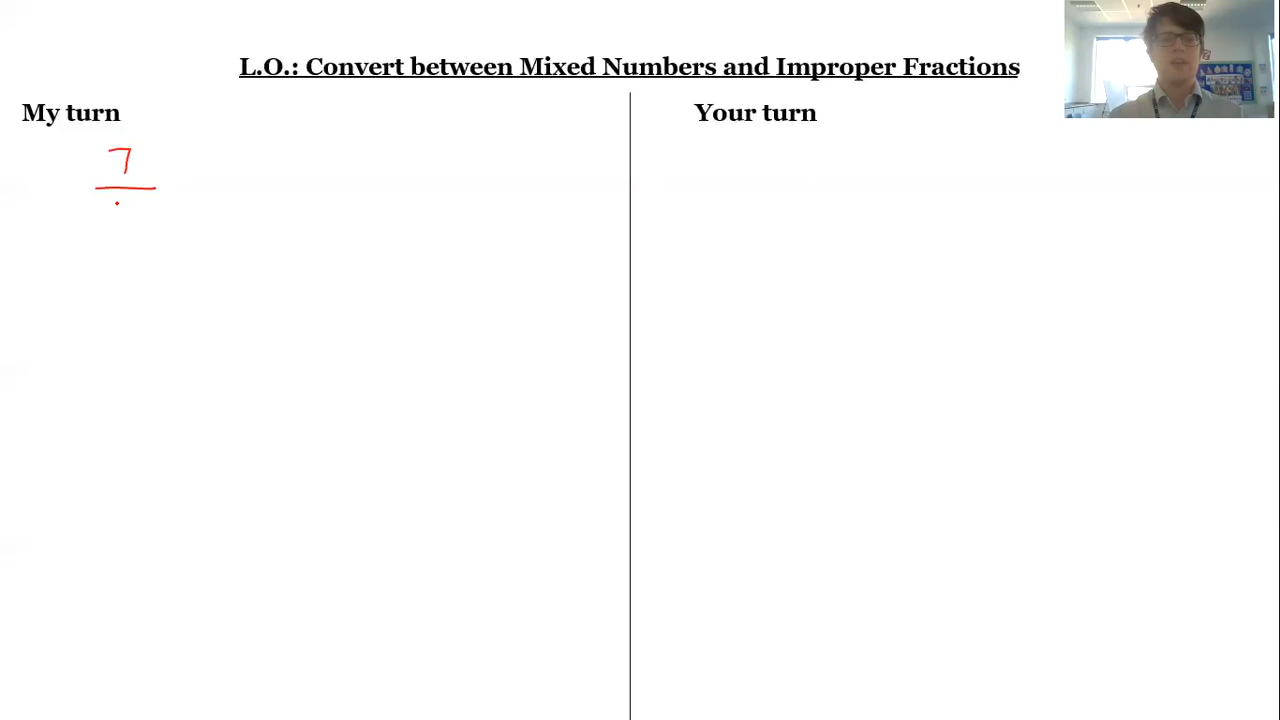 L.O.: Convert between Mixed Numbers and Improper Fractions
My turn
Your turn
7